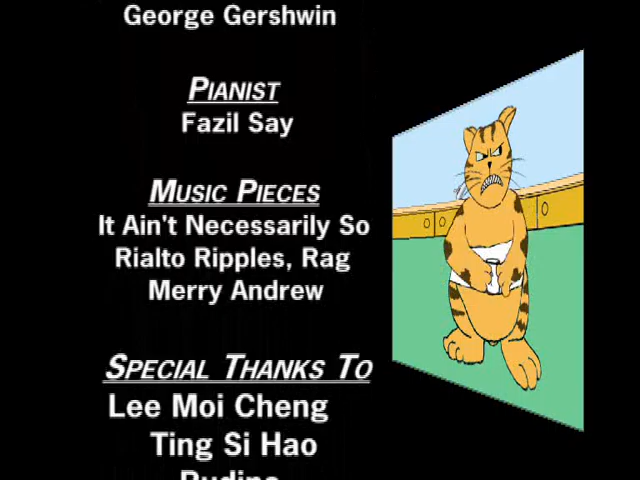 George Gershwin
PIANIST
Fazil Say
MUSIC PIECES
It Ain't Necessarily So
Rialto Ripples, Rag
Merry Andrew
SPECIAL THANKS TO
Lee Moi Cheng
Ting Si Hao